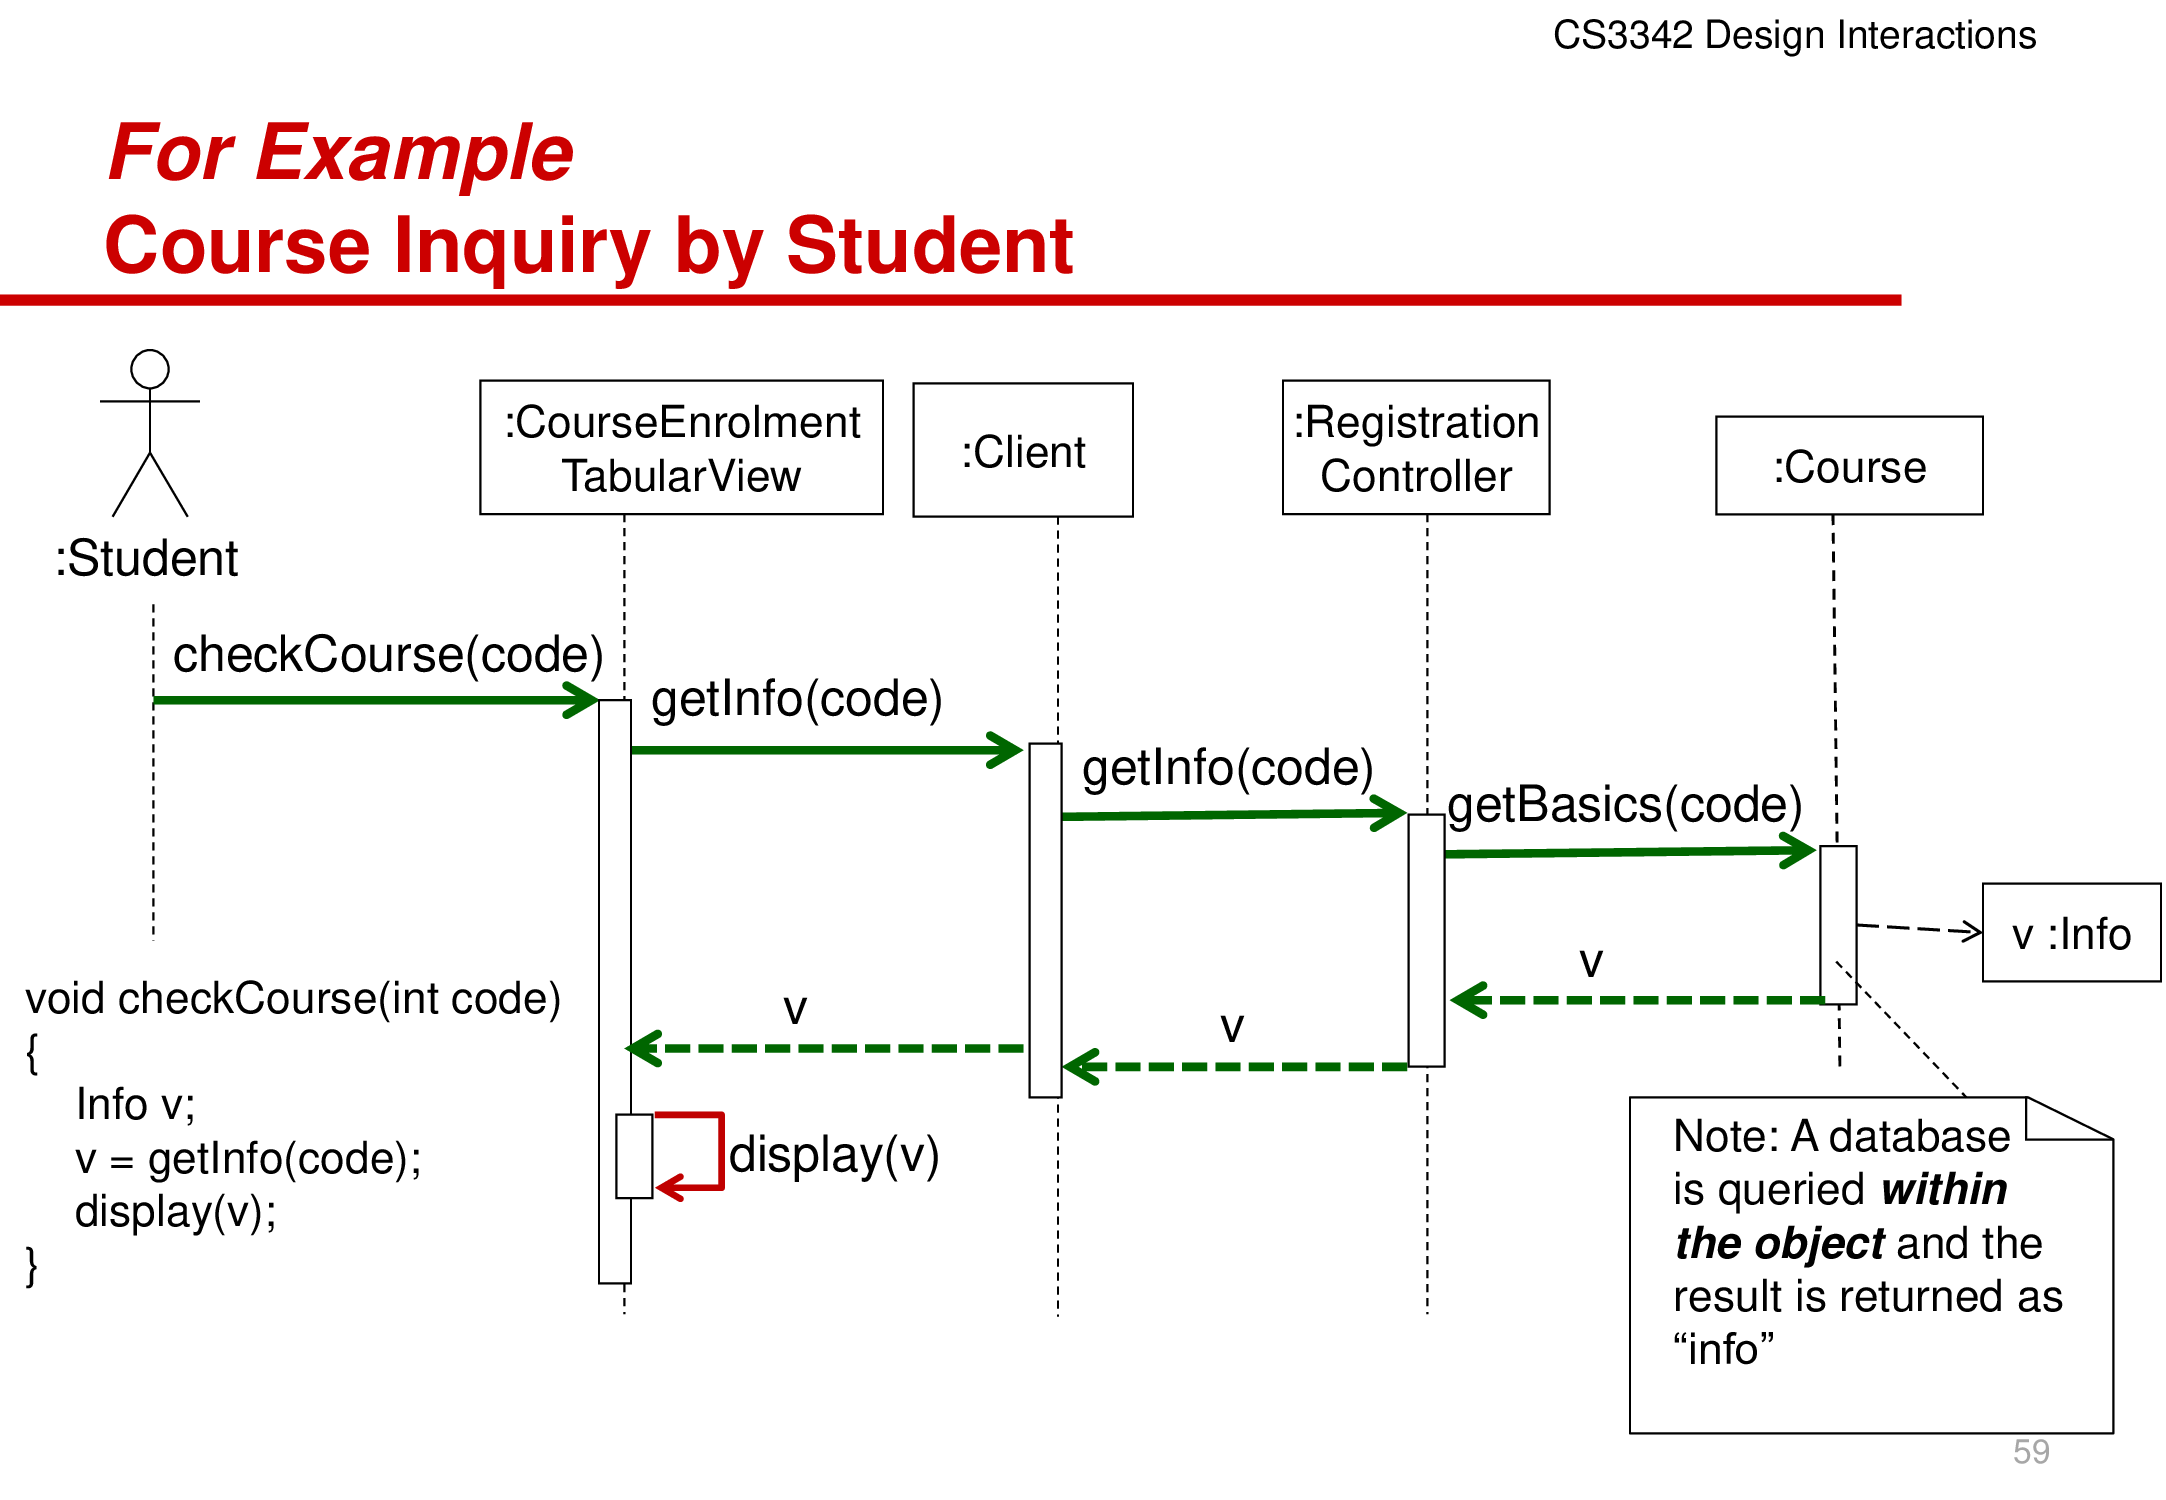 CS3342 Design Interactions
For Example
Course Inquiry by Student
:Student
:CourseEnrolment
TabularView
:Client
:Registration
Controller
:Course
checkCourse(code)
getInfo(code)
getInfo(code)
getBasics(code)
v :Info
v
v
v
display(v)
void checkCourse(int code)
{
Info v;
v = getInfo(code);
display(v);
}
Note: A database
is queried within
the object and the
result is returned as
“info”
59